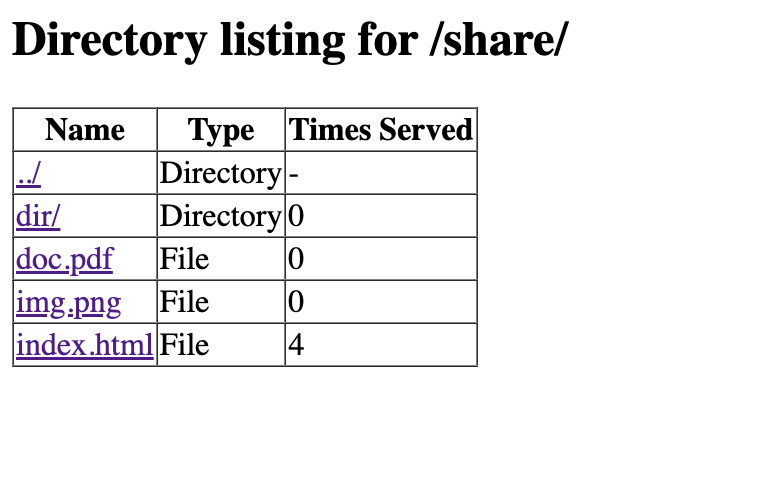 Directory listing for /share/
Name Type Times Served
../ Directory -
dir/ Directory 0
doc.pdf File 0
img.png File 0
index.html File 4